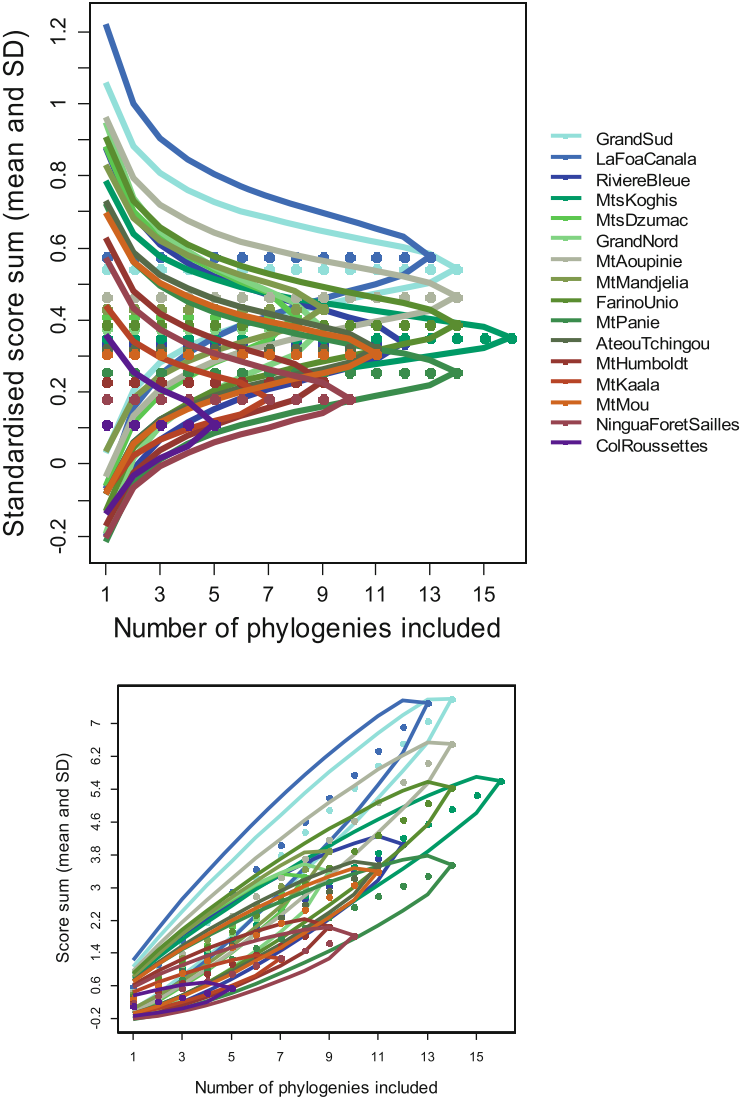 Standardised score sum (mean and SD)
1.2
1
0.8
0.6
0.4
0.2
0
-0.2
1 3 5 7 9 11 13 15
Number of phylogenies included
GrandSud
LaFoaCanala
RiviereBleue
MtsKoghis
MtsDzumac
GrandNord
MtAoupinie
MtMandjelia
FarinoUnio
MtPanie
AteouTchingou
MtHumboldt
MtKaala
MtMou
NinguaForetSailles
ColRoussettes
Score sum (mean and SD)
7
6.2
5.4
4.6
3.8
3
2.2
1.4
0.6
-0.2
1 3 5 7 9 11 13 15
Number of phylogenies included